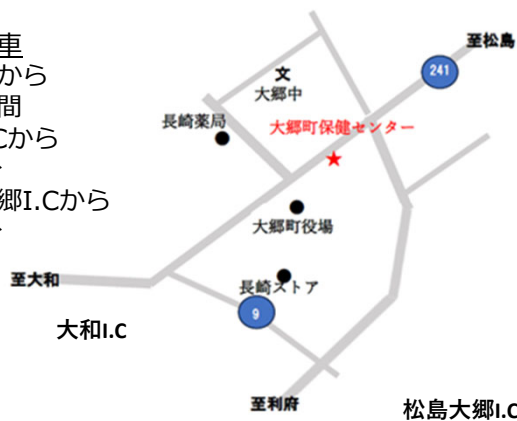 車
から
間
Cから
郷I.Cから
至松島
241
文
大郷中
長崎薬局
大郷町保健センター
大郷町役場
至大和
長崎ストア
大和I.C
9
至利府
松島大郷I.C